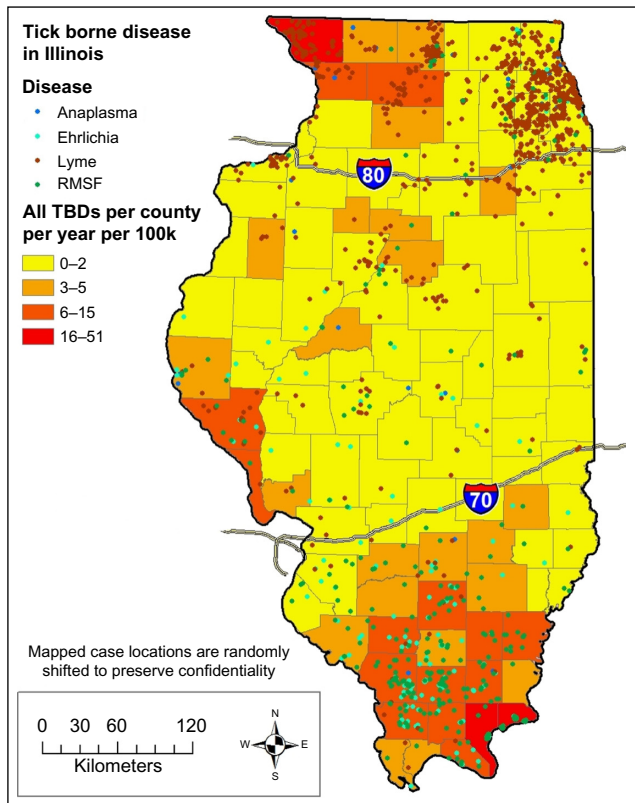 Tick borne disease
in Illinois
Disease
Anaplasma
Ehrlichia
Lyme
RMSF
All TBDs per county
per year per 100k
0–2
3–5
6–15
16–51
80
70
Mapped case locations are randomly
shifted to preserve confidentiality
0 30 60 120
Kilometers
N
W E
S